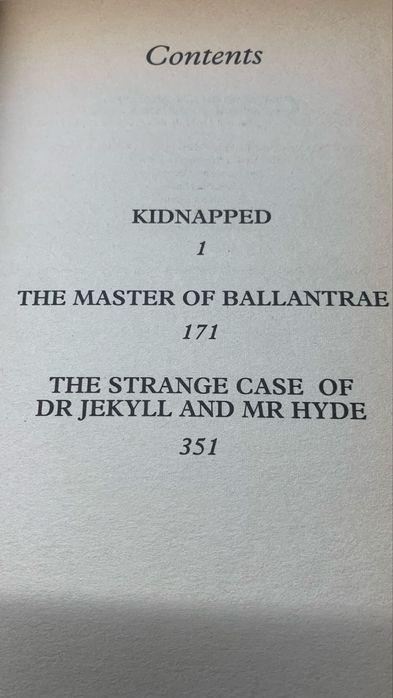 Contents
KIDNAPPED
1
THE MASTER OF BALLANTRAE
171
THE STRANGE CASE OF
DR JEKYLL AND MR HYDE
351